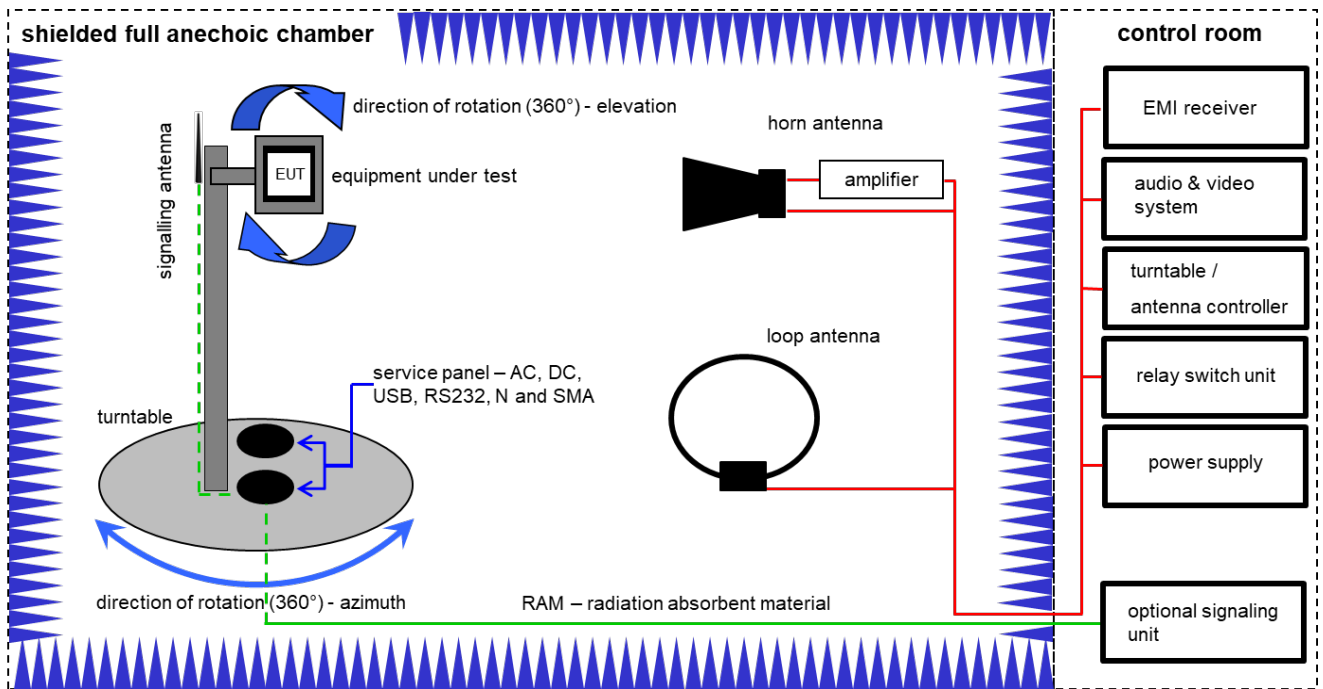 shielded full anechoic chamber
control room
direction of rotation (360°) - elevation
signalling antenna
EUT
equipment under test
horn antenna
amplifier
EMI receiver
audio & video
system
turntable /
antenna controller
loop antenna
relay switch unit
service panel – AC, DC,
USB, RS232, N and SMA
turntable
power supply
direction of rotation (360°) - azimuth
RAM – radiation absorbent material
optional signaling
unit